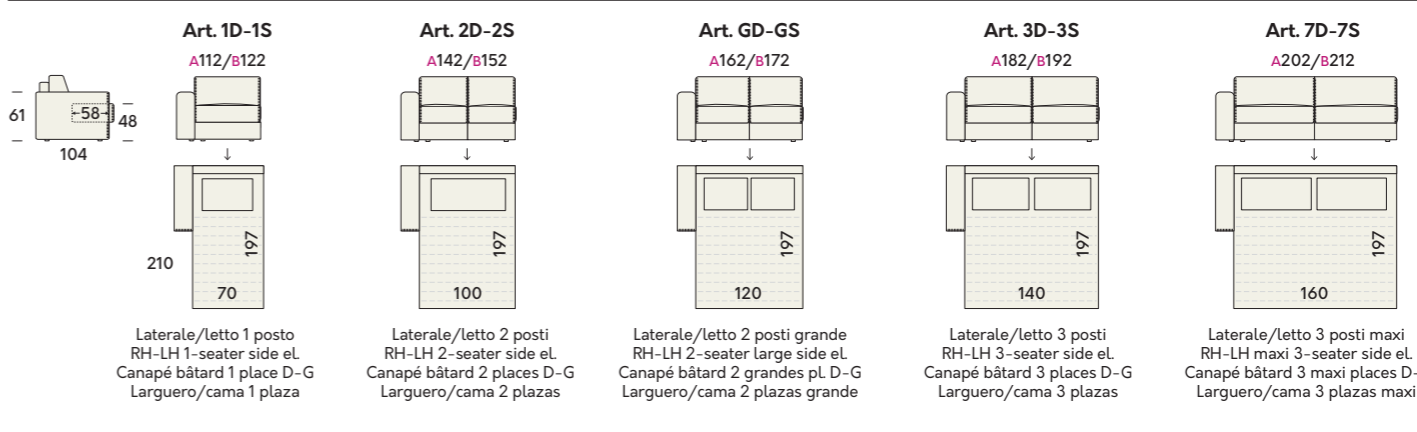 Art. 1D-1S
A112/B122
61
58
48
104
210
197
70
Laterale/letto 1 posto
RH-LH 1-seater side el.
Canapé bâtard 1 place D-G
Larguero/cama 1 plaza
Art. 2D-2S
A142/B152
197
100
Laterale/letto 2 posti
RH-LH 2-seater side el.
Canapé bâtard 2 places D-G
Larguero/cama 2 plazas
Art. GD-GS
A162/B172
197
120
Laterale/letto 2 posti grande
RH-LH 2-seater large side el.
Canapé bâtard 2 grandes pl. D-G
Larguero/cama 2 plazas grande
Art. 3D-3S
A182/B192
197
140
Laterale/letto 3 posti
RH-LH 3-seater side el.
Canapé bâtard 3 places D-G
Larguero/cama 3 plazas
Art. 7D-7S
A202/B212
197
160
Laterale/letto 3 posti maxi
RH-LH maxi 3-seater side el.
Canapé bâtard 3 maxi places D-
Larguero/cama 3 plazas maxi